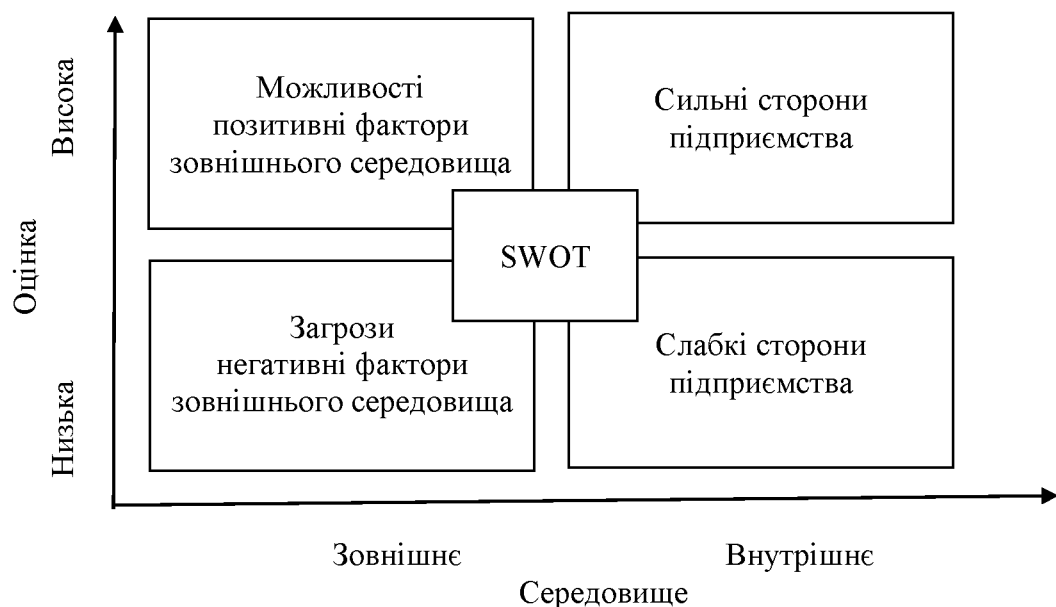 Висока
Оцінка
Низька
Можливості
позитивні фактори
зовнішнього середовища
Сильні сторони
підприємства
SWOT
Загрози
негативні фактори
зовнішнього середовища
Слабкі сторони
підприємства
Зовнішнє
Внутрішнє
Середовище